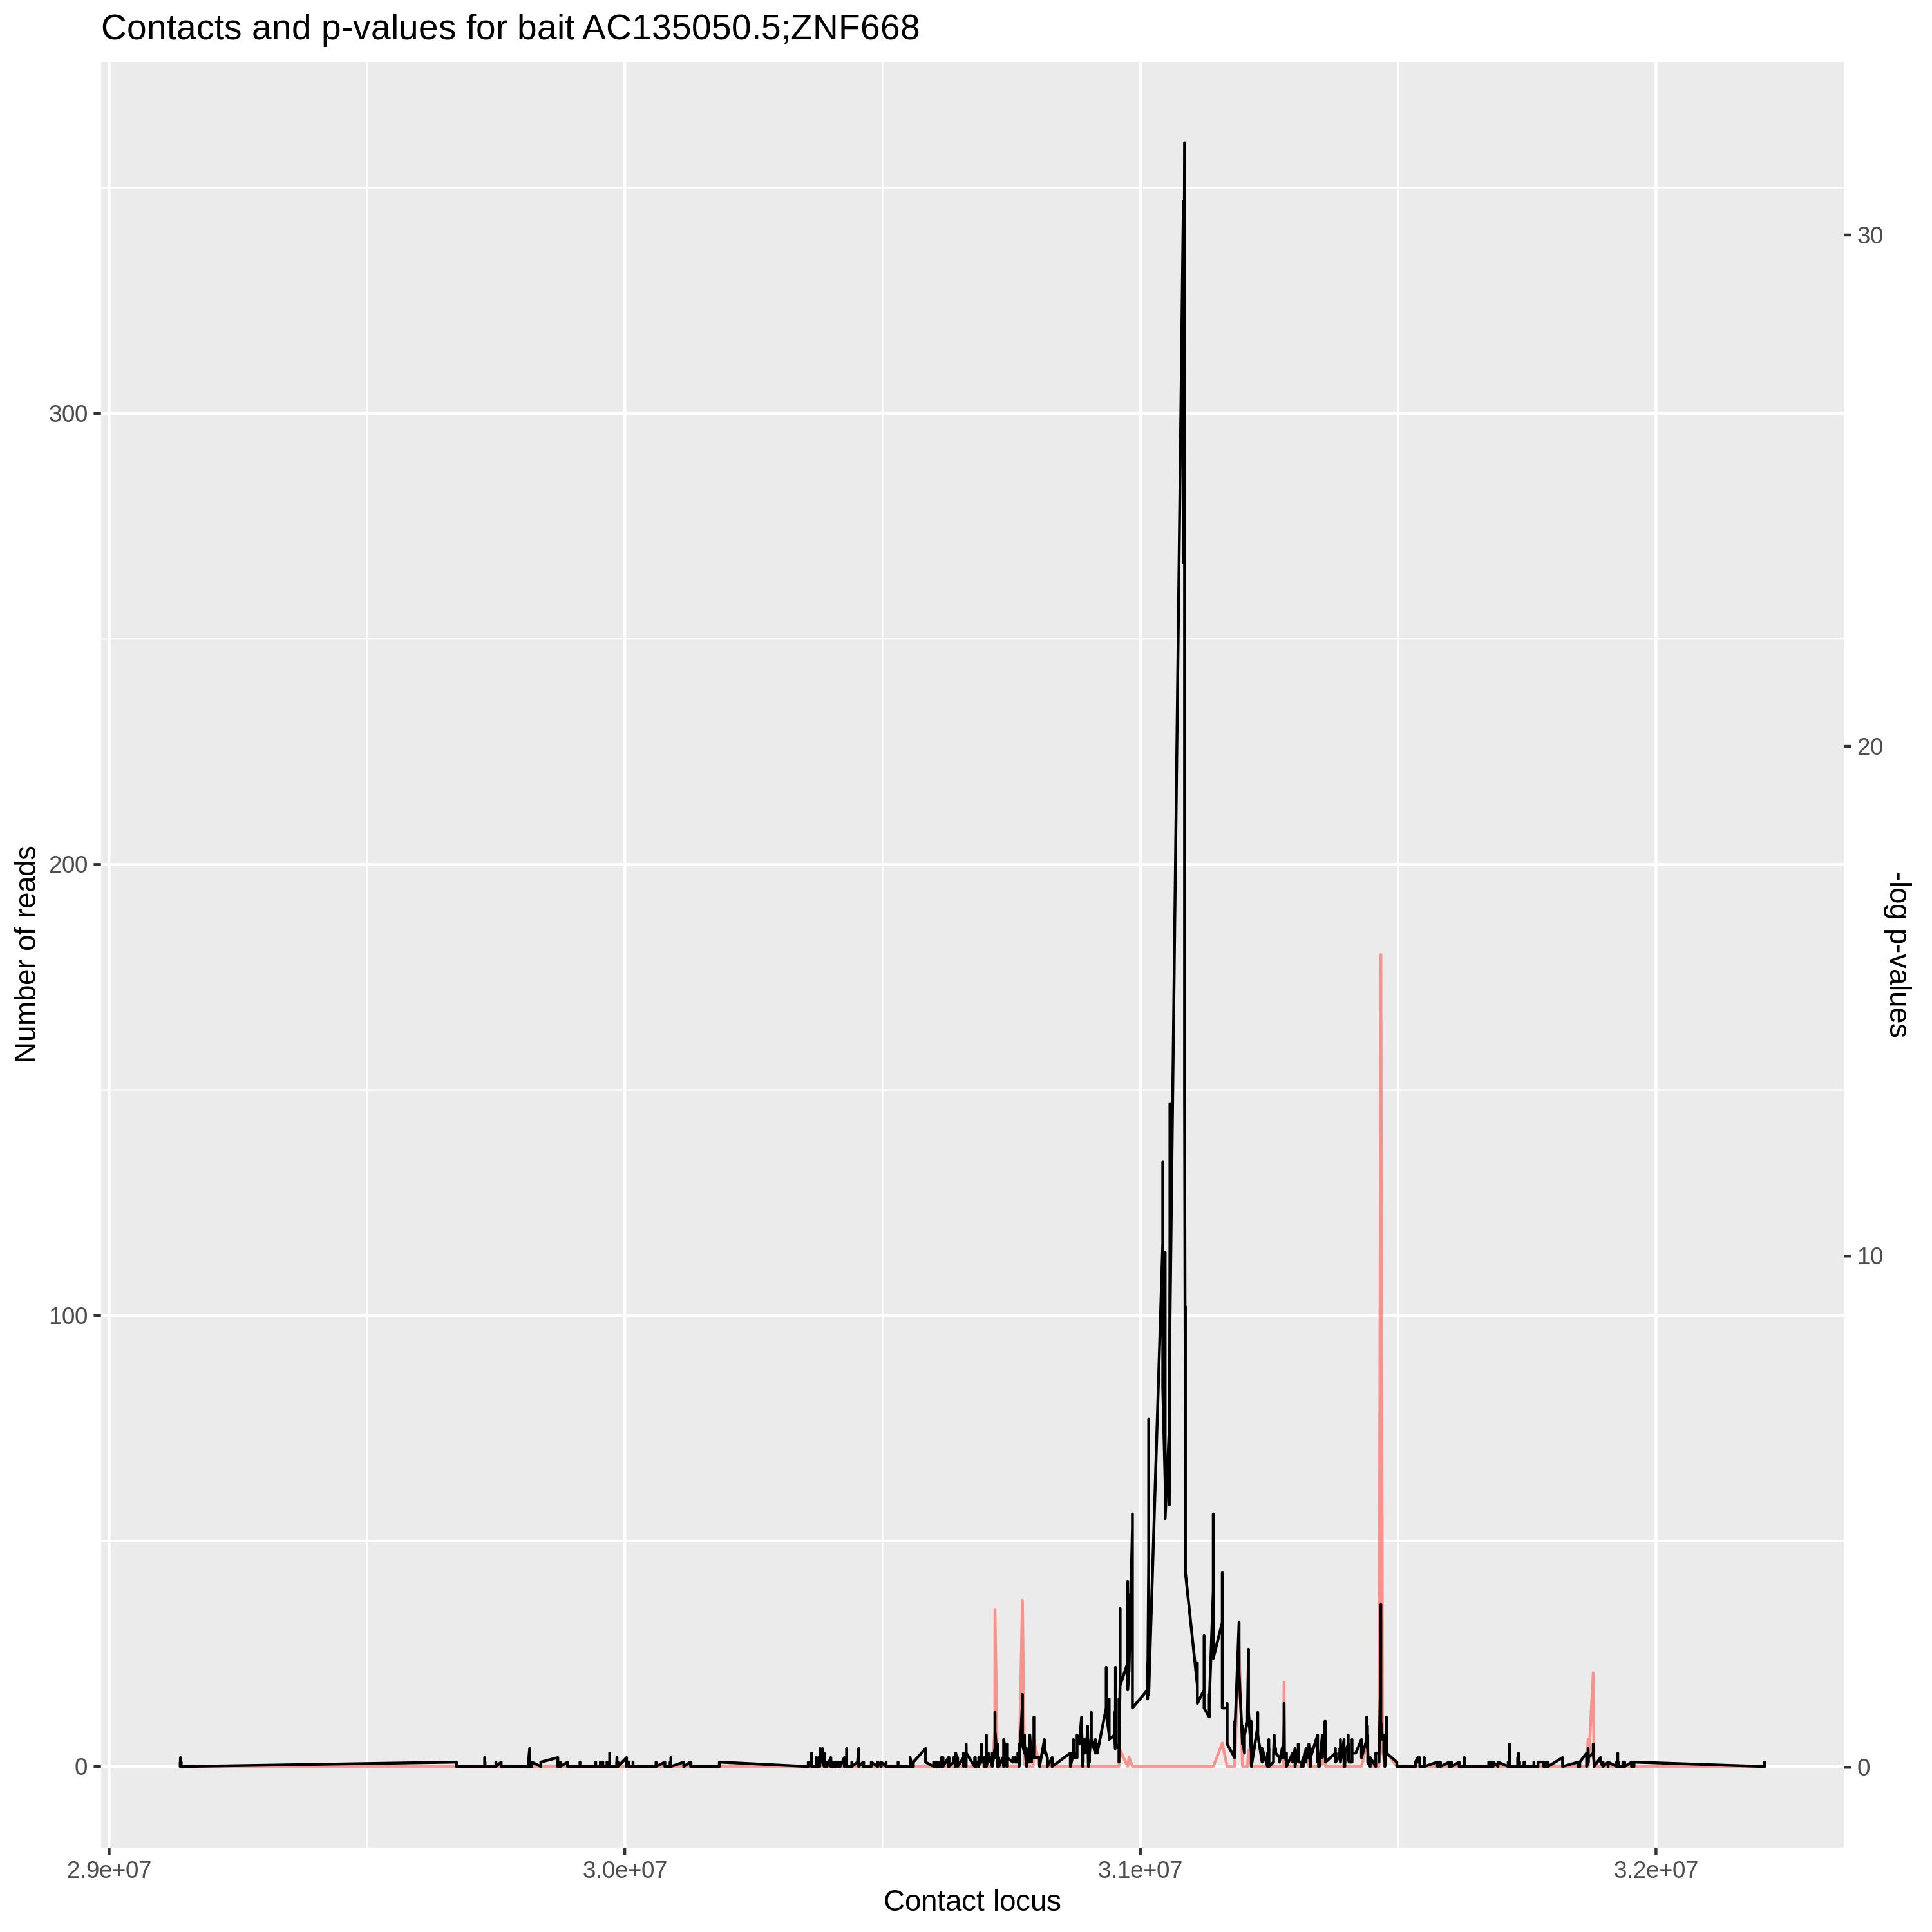 Contacts and p-values for bait AC135050.5;ZNF668
Number of reads
300
200
100
0
30
20
10
0
-log p-values
2.9e+07
3.0e+07
3.1e+07
3.2e+07
Contact locus